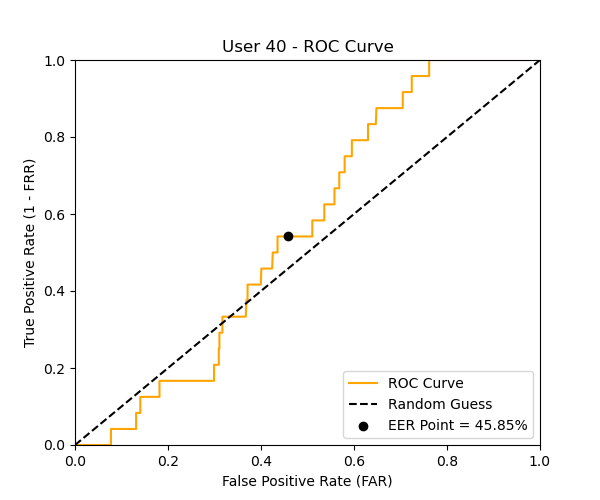 User 40 - ROC Curve
True Positive Rate (1 - FRR)
1.0
0.8
0.6
0.4
0.2
0.0
0.0 0.2 0.4 0.6 0.8 1.0
False Positive Rate (FAR)
ROC Curve
Random Guess
EER Point = 45.85%